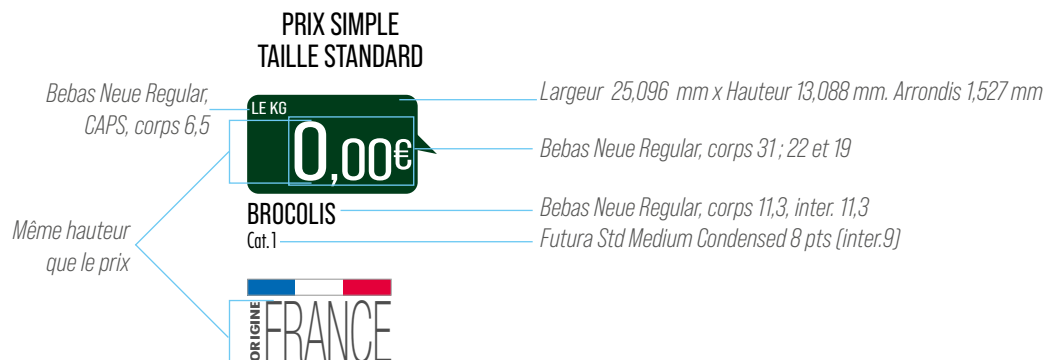 PRIX SIMPLE
TAILLE STANDARD
Bebas Neue Regular,
CAPS, corps 6,5
Largeur 25,096 mm x Hauteur 13,088 mm. Arrondis 1,527 mm
LE KG
0,00€
Bebas Neue Regular, corps 31 ; 22 et 19
BROCOLIS
Bebas Neue Regular, corps 11,3, inter. 11,3
Cat.1
Futura Std Medium Condensed 8 pts (inter.9)
Même hauteur
que le prix
ORIGINE
FRANCE